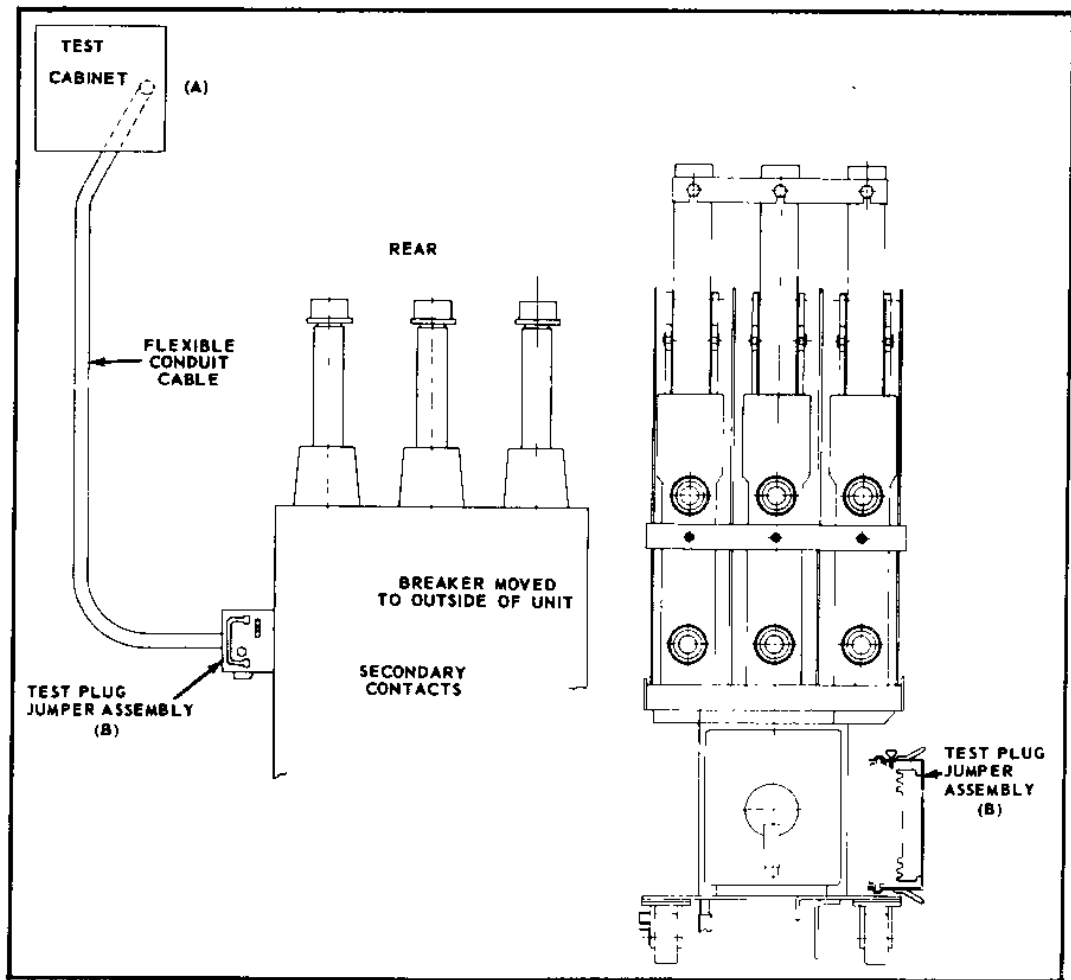 TEST
CABINET
(A)
REAR
FLEXIBLE
CONDUIT
CABLE
BREAKER MOVED
TO OUTSIDE OF UNIT
SECONDARY
CONTACTS
TEST PLUG
JUMPER ASSEMBLY
(B)
TEST PLUG
JUMPER
ASSEMBLY
(B)